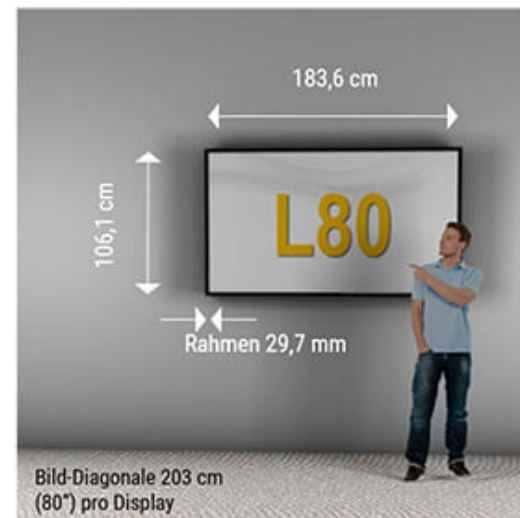 183,6 cm
106,1 cm
L80
Rahmen 29,7 mm
Bild-Diagonale 203 cm
(80") pro Display